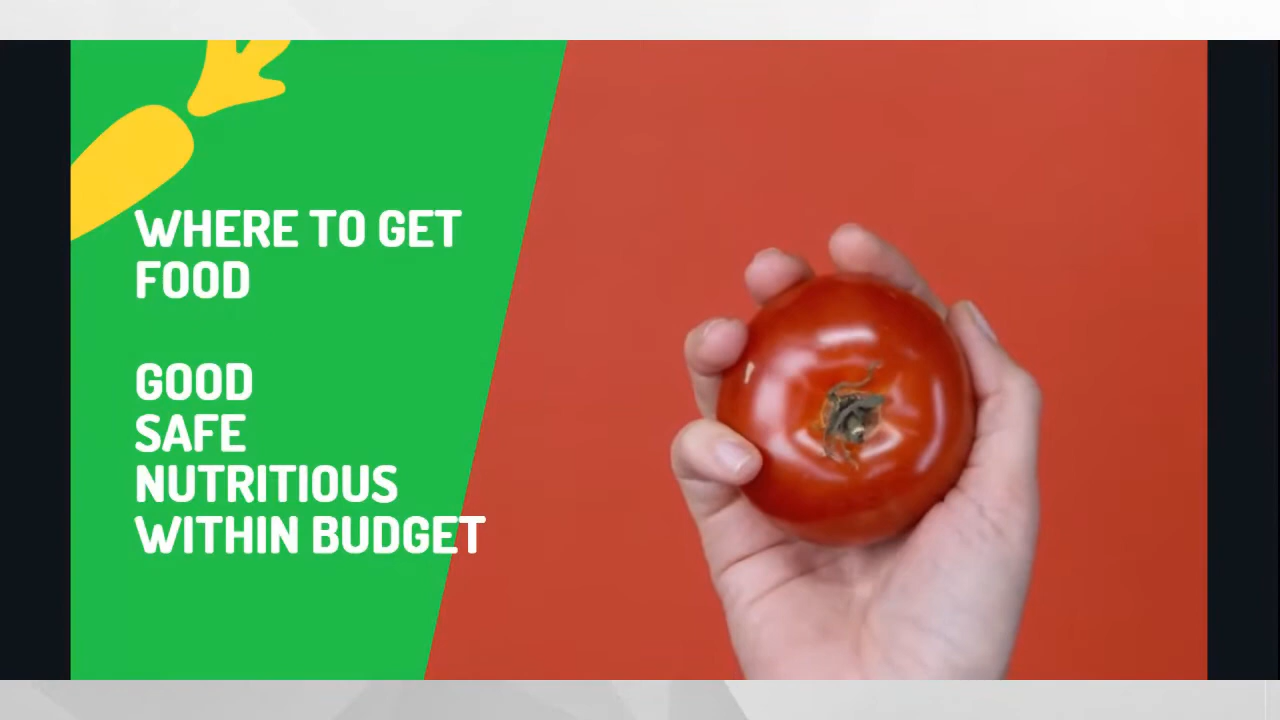 WHERE TO GET
FOOD
GOOD
SAFE
NUTRITIOUS
WITHIN BUDGET